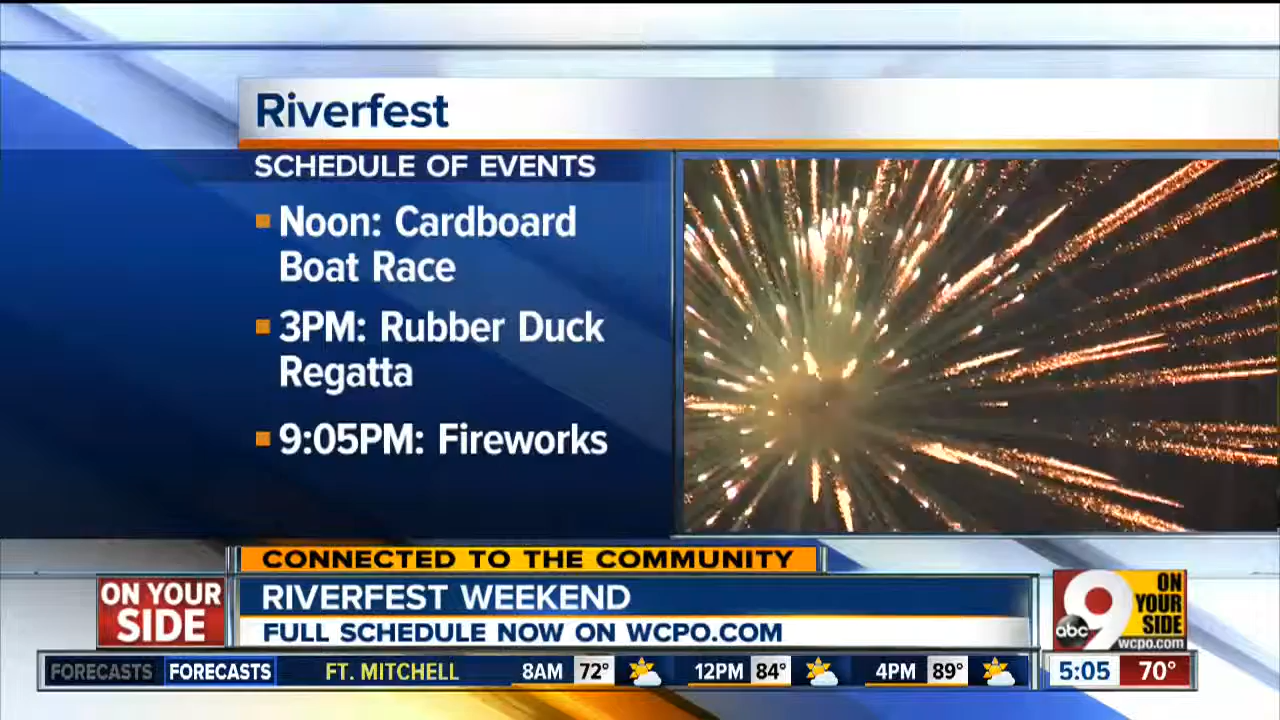 Riverfest
SCHEDULE OF EVENTS
Noon: Cardboard
Boat Race
3PM: Rubber Duck
Regatta
9:05PM: Fireworks
CONNECTED TO THE COMMUNITY
ON YOUR
SIDE
RIVERFEST WEEKEND
FULL SCHEDULE NOW ON WCPO.COM
abc 9
ON
YOUR
SIDE
wcpo.com
FORECASTS FORECASTS FT. MITCHELL 8AM 72° 12PM 84° 4PM 89° 5:05 70°